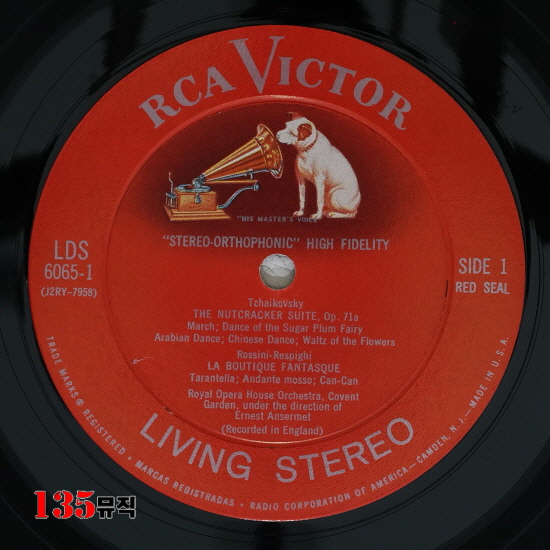 RCA VICTOR
"HIS MASTER'S VOICE"
"STEREO-ORTHOPHONIC" HIGH FIDELITY
LDS
6065-1
(J2RY-7958)
SIDE 1
RED SEAL
Tchaikovsky
THE NUTCRACKER SUITE, Op. 71a
March; Dance of the Sugar Plum Fairy
Arabian Dance; Chinese Dance; Waltz of the Flowers
Rossini-Respighi
LA BOUTIQUE FANTASQUE
Tarantella; Andante mosso; Can-Can
Royal Opera House Orchestra, Covent
Garden, under the direction of
Ernest Ansermet
(Recorded in England)
LIVING STEREO
TRADE MARKS ® REGISTERED • MARCAS REGISTRADAS • RADIO CORPORATION OF AMERICA—CAMDEN, N.J.—MADE IN U.S.A.
135뮤직